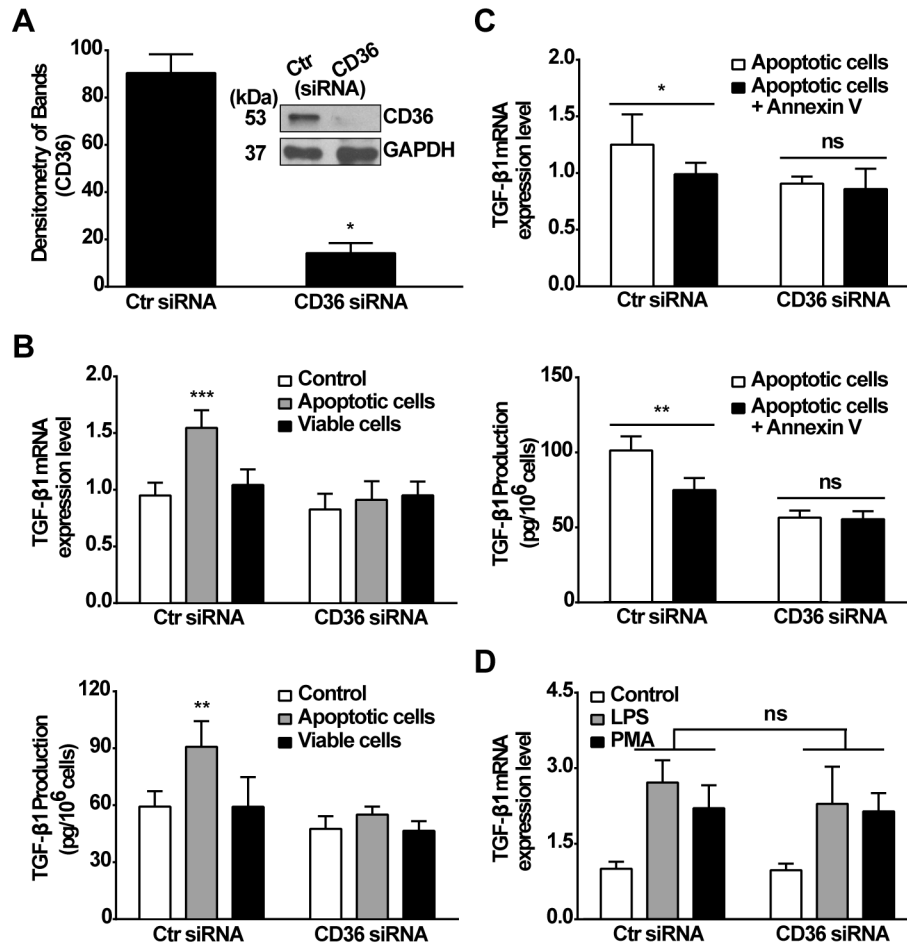 A
Densitometry of Bands
(CD36)
100
80
60
40
20
0
Ctr CD36
(siRNA)
(kDa)
53 CD36
37 GAPDH
*
Ctr siRNA CD36 siRNA
B
TGF-β1 mRNA
expression level
2.0
1.5
1.0
0.5
0.0
Control
Apoptotic cells
Viable cells
***
Ctr siRNA CD36 siRNA
TGF-β1 Production
(pg/10⁶ cells)
120
90
60
30
0
Control
Apoptotic cells
Viable cells
**
Ctr siRNA CD36 siRNA
C
TGF-β1 mRNA
expression level
2.0
1.5
1.0
0.5
0.0
Apoptotic cells
Apoptotic cells
+ Annexin V
* ns
Ctr siRNA CD36 siRNA
TGF-β1 Production
(pg/10⁶ cells)
150
100
50
0
Apoptotic cells
Apoptotic cells
+ Annexin V
** ns
Ctr siRNA CD36 siRNA
D
TGF-β1 mRNA
expression level
4.5
3.0
1.5
0.0
Control
LPS
PMA
ns
Ctr siRNA CD36 siRNA